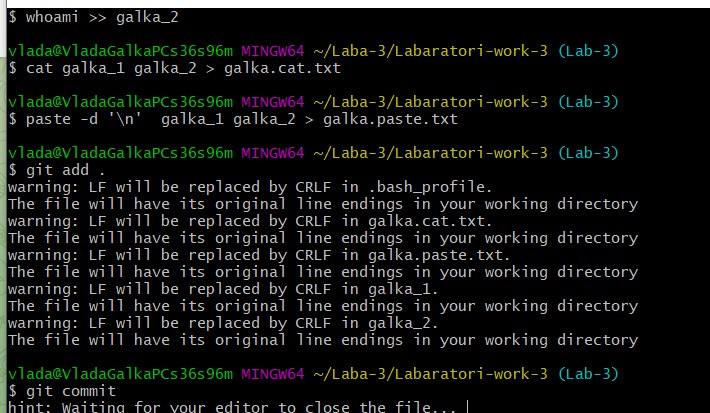 $ whoami >> galka_2
vlada@VladaGalkaPCs36s96m MINGW64 ~/Laba-3/Labaratori-work-3 (Lab-3)
$ cat galka_1 galka_2 > galka.cat.txt
vlada@VladaGalkaPCs36s96m MINGW64 ~/Laba-3/Labaratori-work-3 (Lab-3)
$ paste -d '\n'  galka_1 galka_2 > galka.paste.txt
vlada@VladaGalkaPCs36s96m MINGW64 ~/Laba-3/Labaratori-work-3 (Lab-3)
$ git add .
warning: LF will be replaced by CRLF in .bash_profile.
The file will have its original line endings in your working directory
warning: LF will be replaced by CRLF in galka.cat.txt.
The file will have its original line endings in your working directory
warning: LF will be replaced by CRLF in galka.paste.txt.
The file will have its original line endings in your working directory
warning: LF will be replaced by CRLF in galka_1.
The file will have its original line endings in your working directory
warning: LF will be replaced by CRLF in galka_2.
The file will have its original line endings in your working directory
vlada@VladaGalkaPCs36s96m MINGW64 ~/Laba-3/Labaratori-work-3 (Lab-3)
$ git commit
hint: Waiting for your editor to close the file...